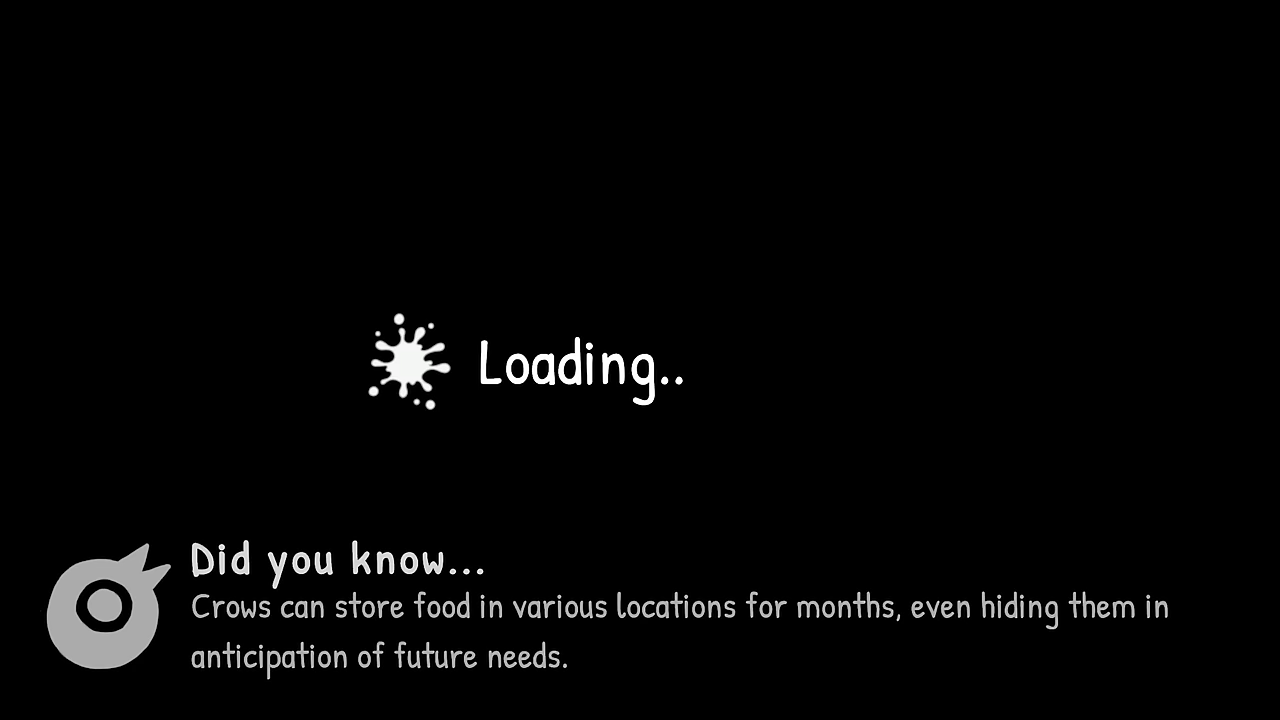 Loading..
Did you know...
Crows can store food in various locations for months, even hiding them in
anticipation of future needs.